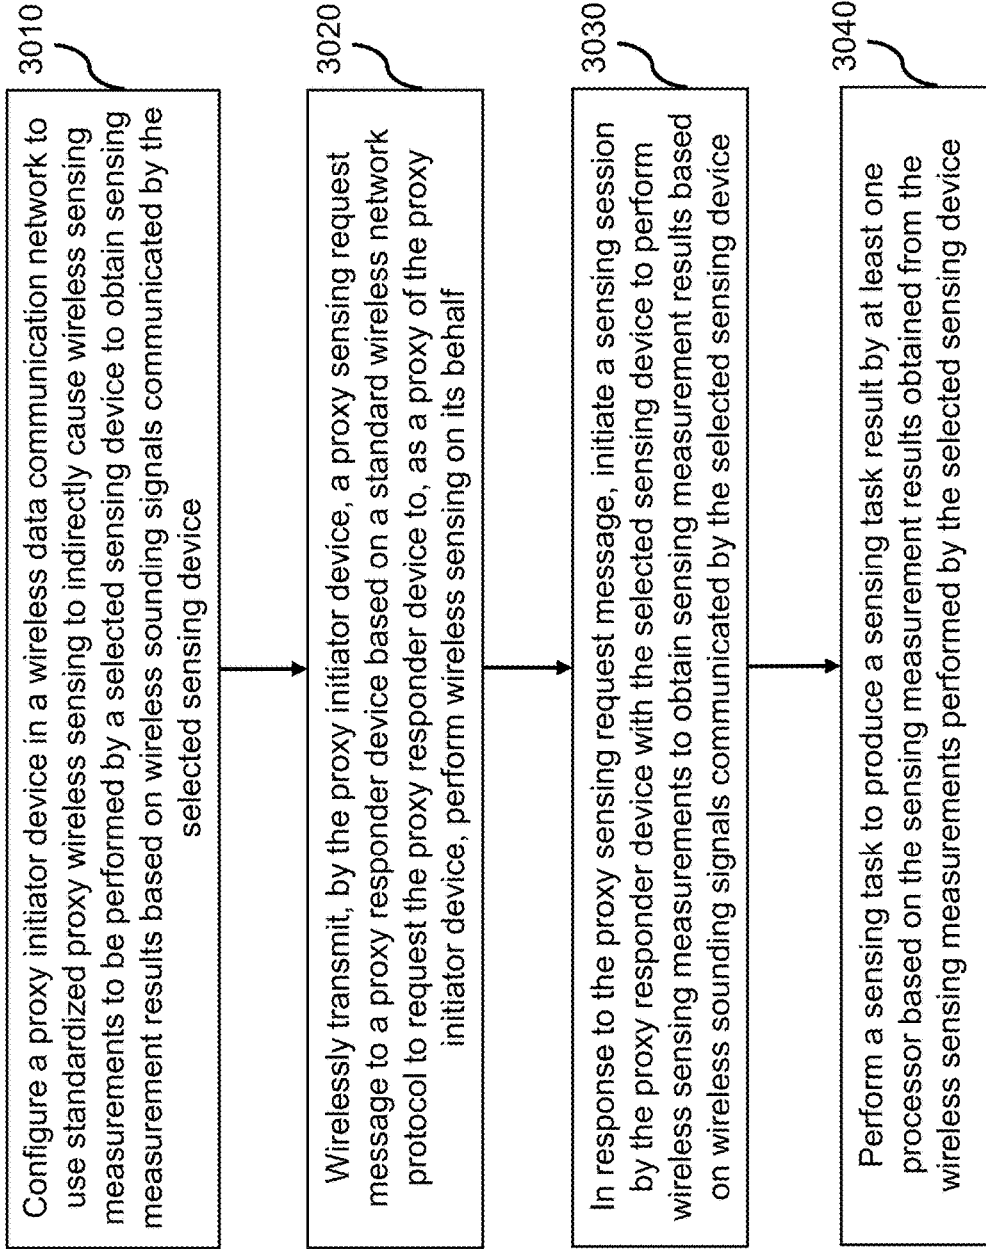 3010
Configure a proxy initiator device in a wireless data communication network to
use standardized proxy wireless sensing to indirectly cause wireless sensing
measurements to be performed by a selected sensing device to obtain sensing
measurement results based on wireless sounding signals communicated by the
selected sensing device
3020
Wirelessly transmit, by the proxy initiator device, a proxy sensing request
message to a proxy responder device based on a standard wireless network
protocol to request the proxy responder device to, as a proxy of the proxy
initiator device, perform wireless sensing on its behalf
3030
In response to the proxy sensing request message, initiate a sensing session
by the proxy responder device with the selected sensing device to perform
wireless sensing measurements to obtain sensing measurement results based
on wireless sounding signals communicated by the selected sensing device
3040
Perform a sensing task to produce a sensing task result by at least one
processor based on the sensing measurement results obtained from the
wireless sensing measurements performed by the selected sensing device